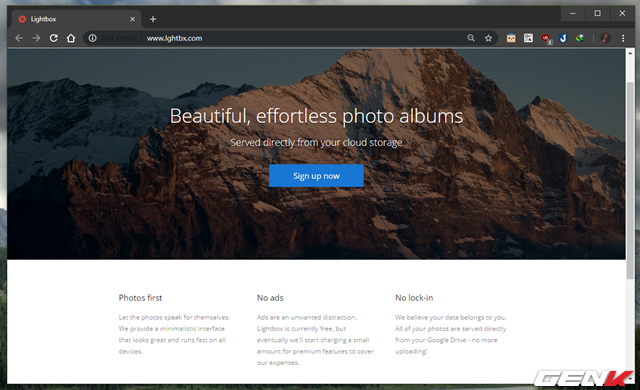 Lightbox
Not secure
www.lghtbx.com
1
Beautiful, effortless photo albums
Served directly from your cloud storage
Sign up now
Photos first
Let the photos speak for themselves.
We provide a minimalistic interface
that looks great and runs fast on all
devices.
No ads
Ads are an unwanted distraction.
Lightbox is currently free, but
eventually we'll start charging a small
amount for premium features to cover
our expenses.
No lock-in
We believe your data belongs to you.
All of your photos are served directly
from your Google Drive - no more
uploading!
GENK